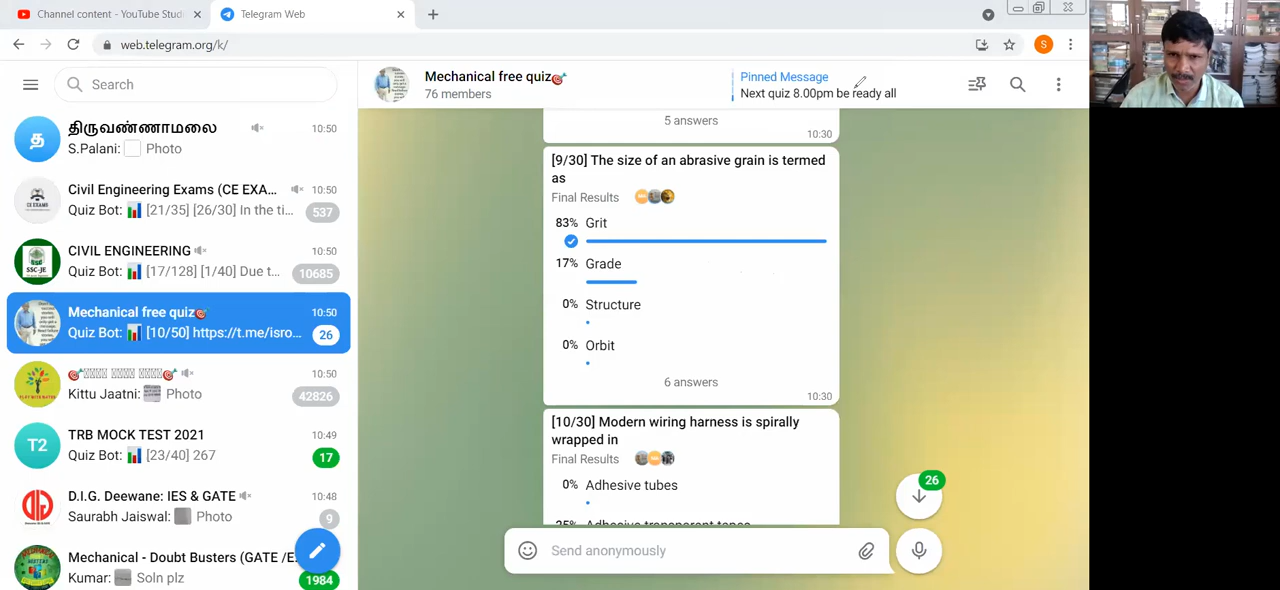 Channel content - YouTube Stud
Telegram Web
web.telegram.org/k/
S
Search
Mechanical free quiz🎯
76 members
Pinned Message
Next quiz 8.00pm be ready all
த
திருவண்ணாமலை
10:50
S.Palani: Photo
Civil Engineering Exams (CE EXA...
10:50
Quiz Bot: 📊 [21/35] [26/30] In the ti...
537
CIVIL ENGINEERING
10:50
Quiz Bot: 📊 [17/128] [1/40] Due t...
10685
Mechanical free quiz🎯
10:50
Quiz Bot: 📊 [10/50] https://t.me/isro...
26
10:50
Kittu Jaatni: Photo
42826
T2
TRB MOCK TEST 2021
10:49
Quiz Bot: 📊 [23/40] 267
17
D.I.G. Deewane: IES & GATE
10:48
Saurabh Jaiswal: Photo
9
Mechanical - Doubt Busters (GATE /E
Kumar: Soln plz
1984
5 answers
10:30
[9/30] The size of an abrasive grain is termed
as
Final Results
83% Grit
17% Grade
0% Structure
0% Orbit
6 answers
10:30
[10/30] Modern wiring harness is spirally
wrapped in
Final Results
0% Adhesive tubes
25% Adhesive transparent tapes
26
Send anonymously